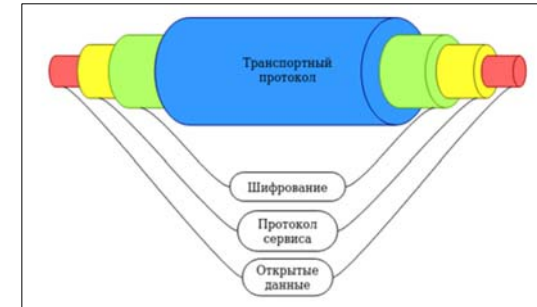 Транспортный
протокол
Шифрование
Протокол
сервиса
Открытые
данные